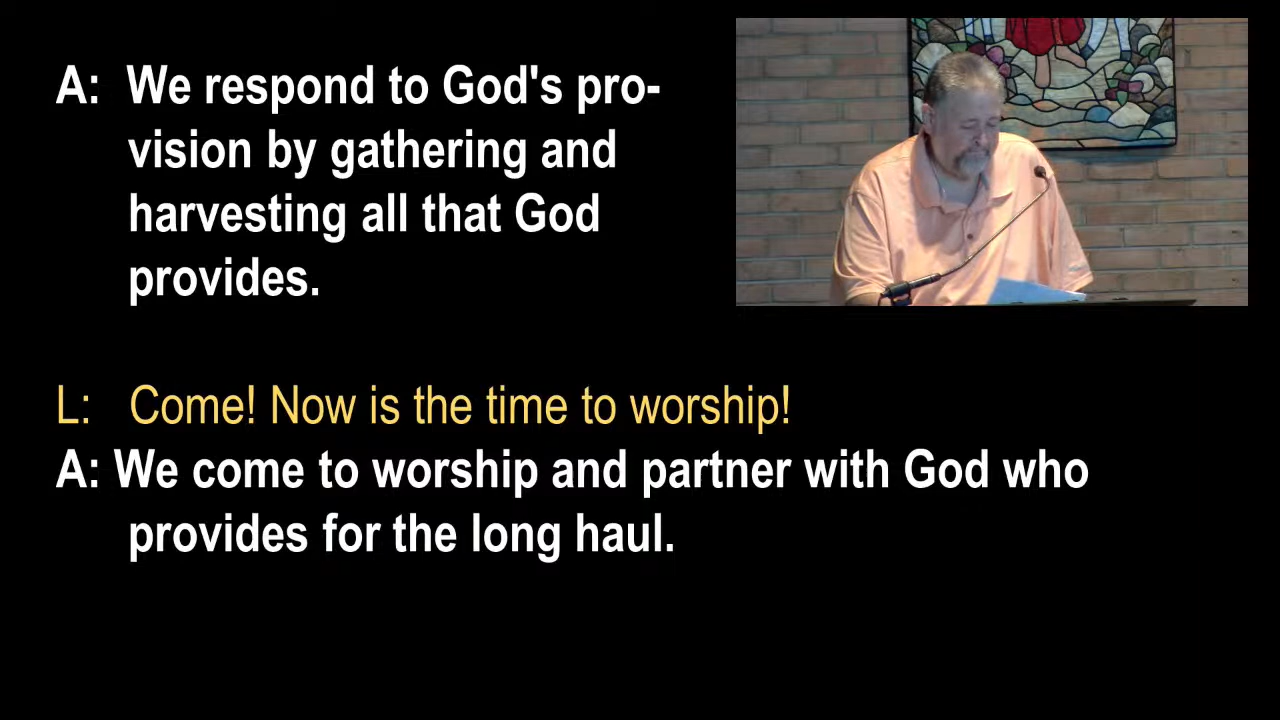 A: We respond to God's pro-
vision by gathering and
harvesting all that God
provides.
L: Come! Now is the time to worship!
A: We come to worship and partner with God who
provides for the long haul.